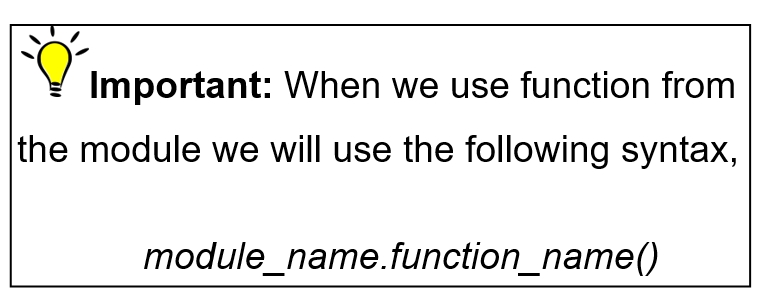 Important: When we use function from
the module we will use the following syntax,
module_name.function_name()